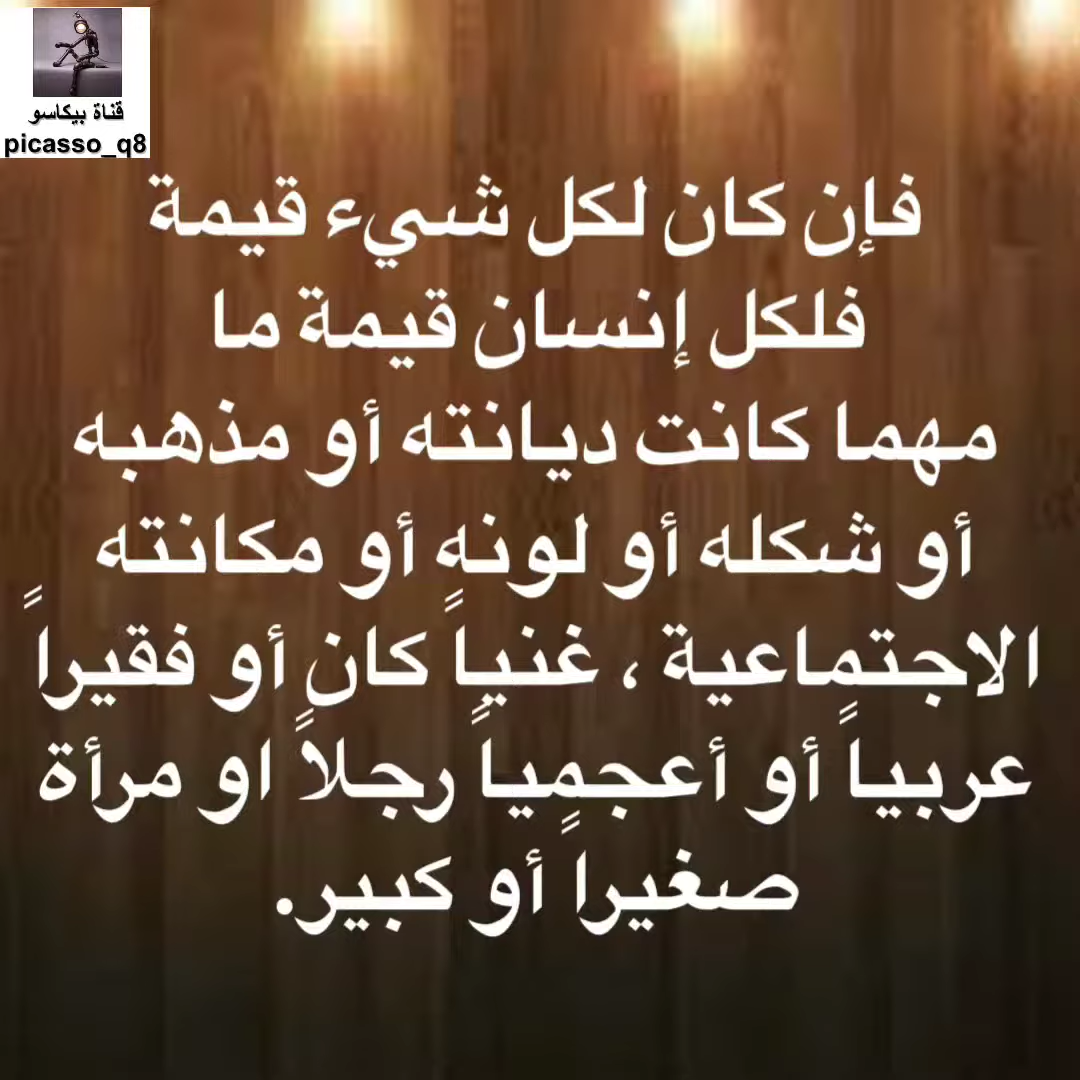 قناة بيكاسو
picasso_q8
فإن كان لكل شيء قيمة
فلكل إنسان قيمة ما
مهما كانت ديانته أو مذهبه
أو شكله أو لونه أو مكانته
الاجتماعية ، غنياً كان أو فقيراً
عربياً أو أعجمياً رجلاً او مرأة
صغيراً أو كبير.